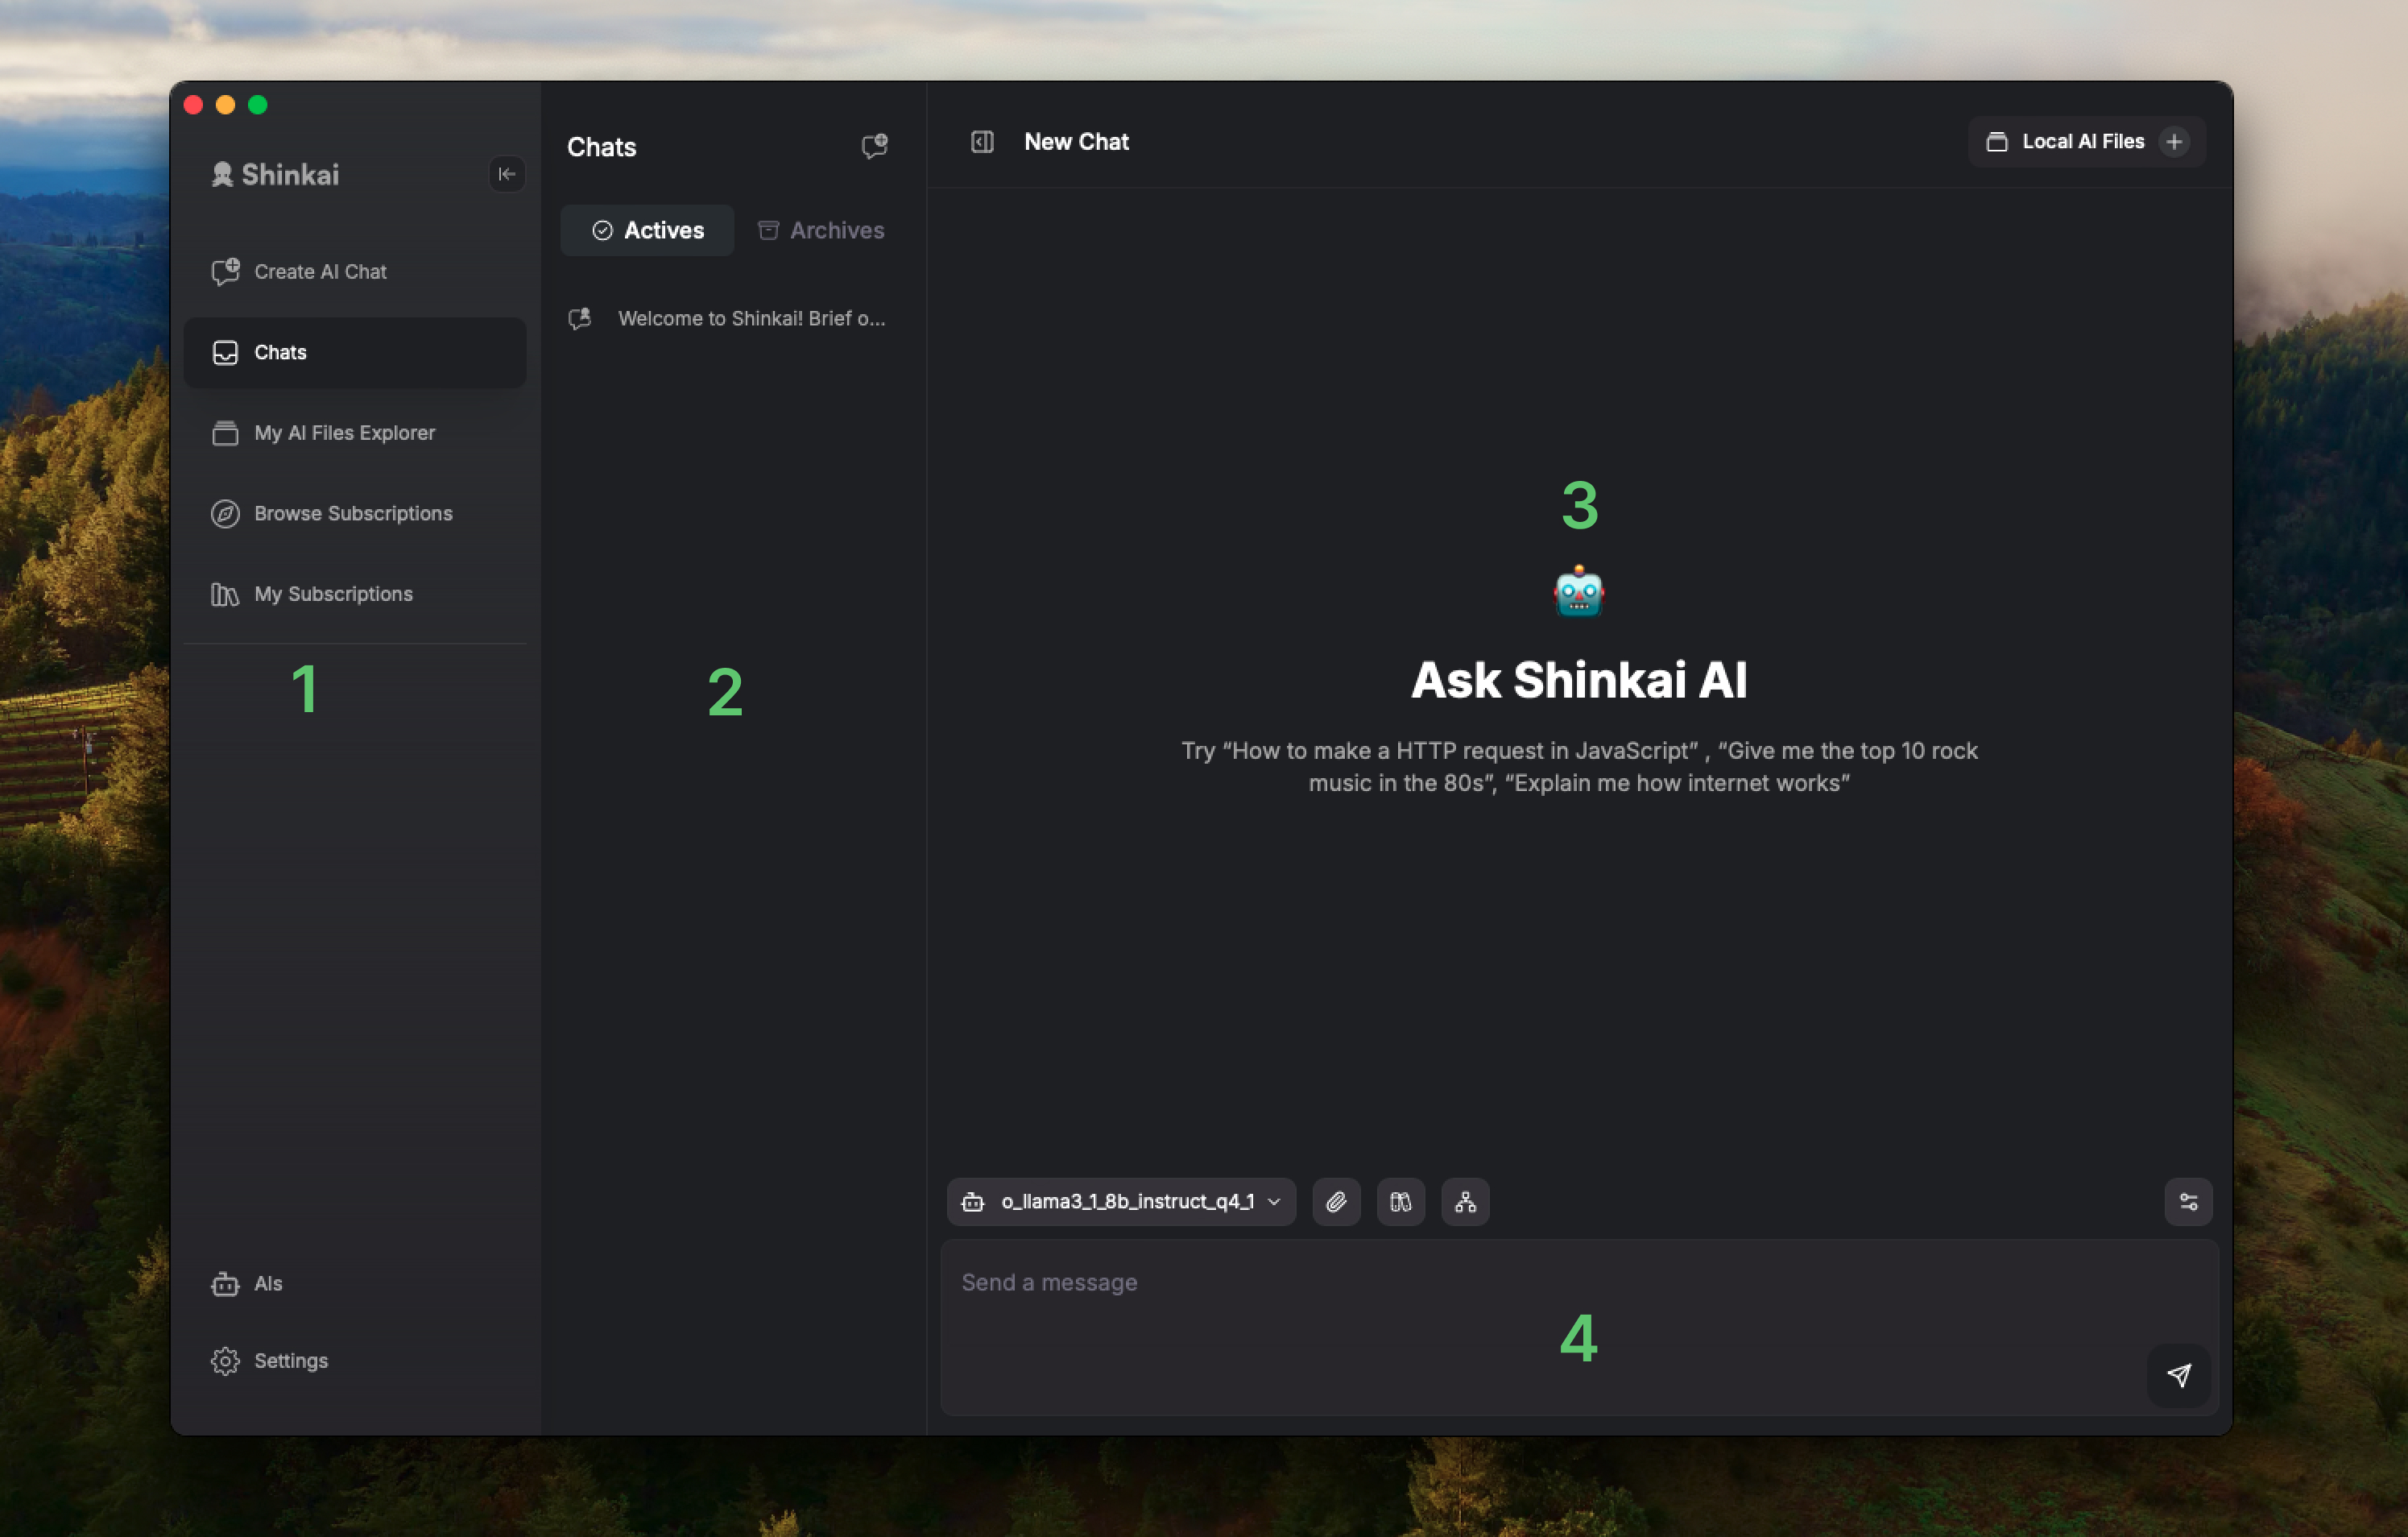 Shinkai
Create AI Chat
Chats
My AI Files Explorer
Browse Subscriptions
My Subscriptions
1
AIs
Settings
Chats
Actives
Archives
Welcome to Shinkai! Brief o...
2
New Chat
Local AI Files
3
Ask Shinkai AI
Try “How to make a HTTP request in JavaScript” , “Give me the top 10 rock
music in the 80s”, “Explain me how internet works”
o_llama3_1_8b_instruct_q4_1
Send a message
4